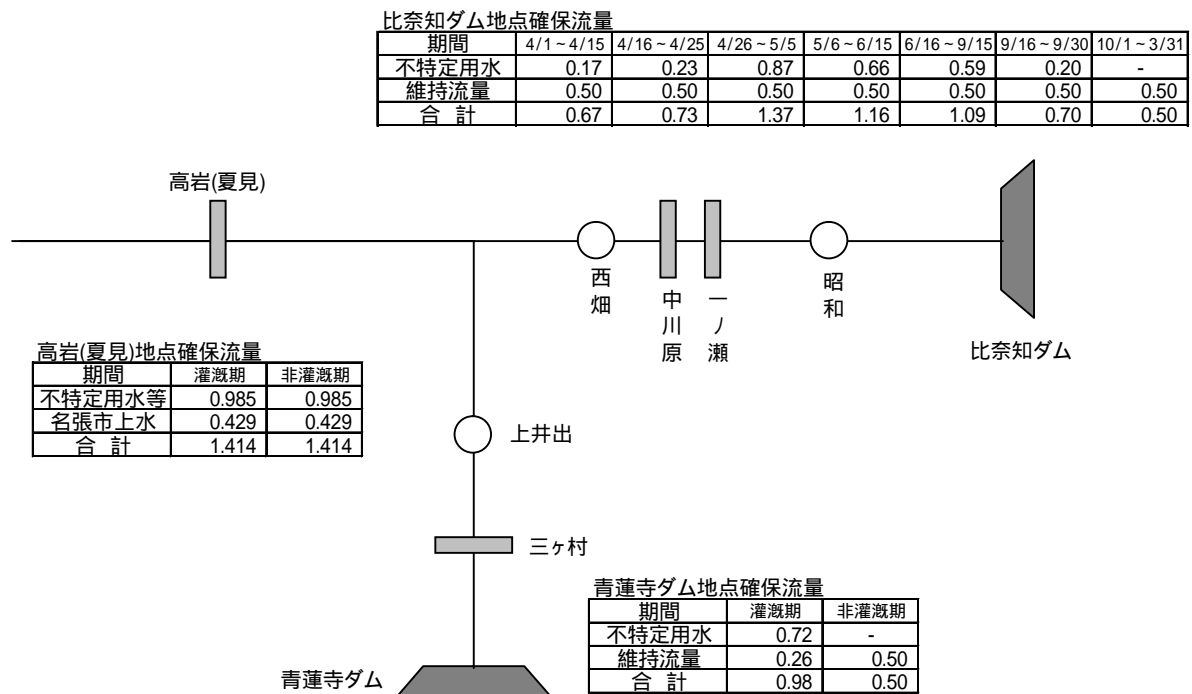 比奈知ダム地点確保流量
期間 4/1~4/15 4/16~4/25 4/26~5/5 5/6~6/15 6/16~9/15 9/16~9/30 10/1~3/31
不特定用水 0.17 0.23 0.87 0.66 0.59 0.20 -
維持流量 0.50 0.50 0.50 0.50 0.50 0.50 0.50
合 計 0.67 0.73 1.37 1.16 1.09 0.70 0.50
高岩(夏見)
西畑
中川原
一ノ瀬
昭和
比奈知ダム
高岩(夏見)地点確保流量
期間 灌漑期 非灌漑期
不特定用水等 0.985 0.985
名張市上水 0.429 0.429
合 計 1.414 1.414
上井出
三ヶ村
青蓮寺ダム地点確保流量
期間 灌漑期 非灌漑期
不特定用水 0.72 -
維持流量 0.26 0.50
合 計 0.98 0.50
青蓮寺ダム